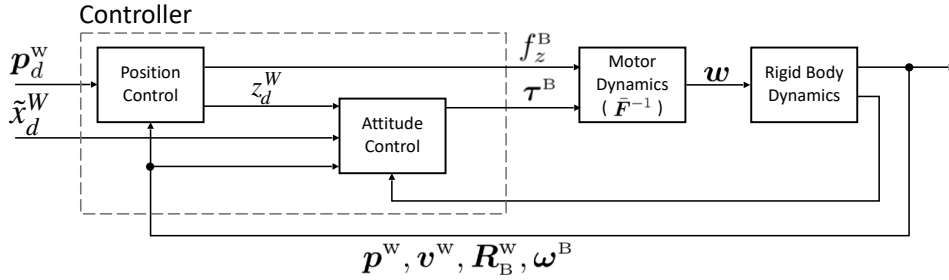 Controller
p_d^W
x̃_d^W
Position
Control
z_d^W
Attitude
Control
f_z^B
τ^B
Motor
Dynamics
( F̄^{-1} )
w
Rigid Body
Dynamics
p^W, v^W, R_B^W, ω^B